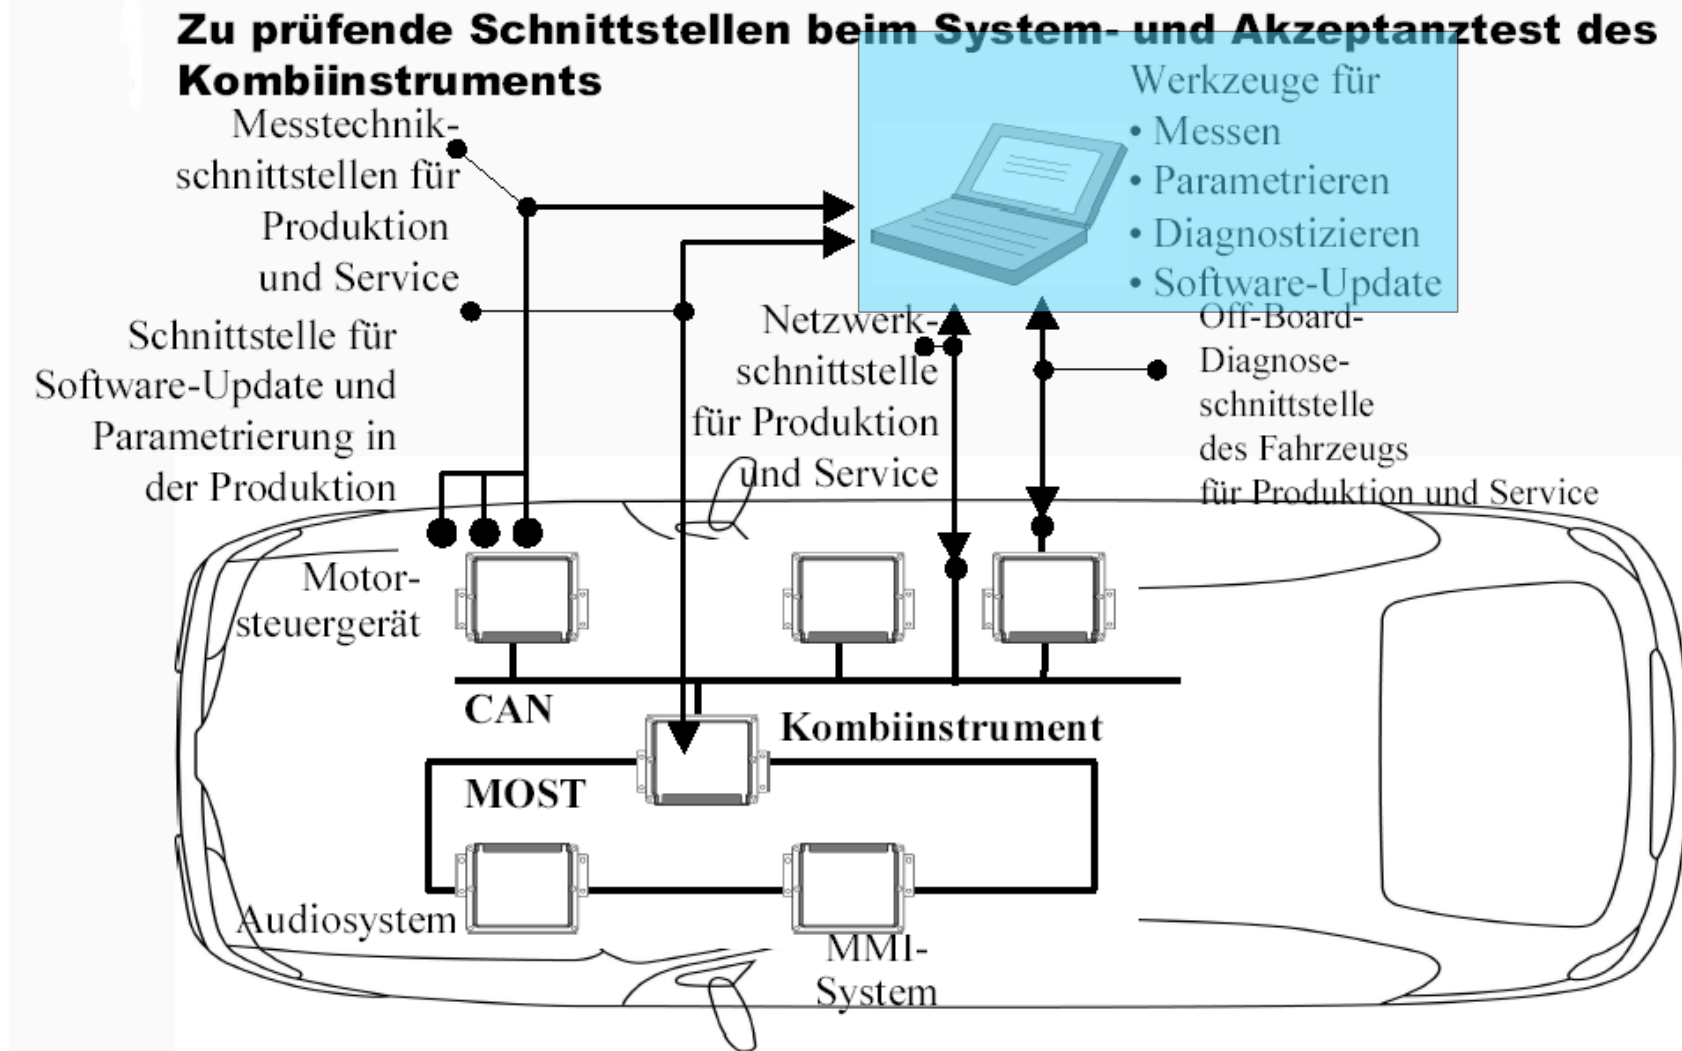 Zu prüfende Schnittstellen beim System- und Akzeptanztest des
Kombiinstruments
Werkzeuge für
• Messen
• Parametrieren
• Diagnostizieren
• Software-Update
Messtechnik-
schnittstellen für
Produktion
und Service
Schnittstelle für
Software-Update und
Parametrierung in
der Produktion
Netzwerk-
schnittstelle
für Produktion
und Service
Off-Board-
Diagnose-
schnittstelle
des Fahrzeugs
für Produktion und Service
Motor-
steuergerät
CAN
Kombiinstrument
MOST
Audiosystem
MMI-
System